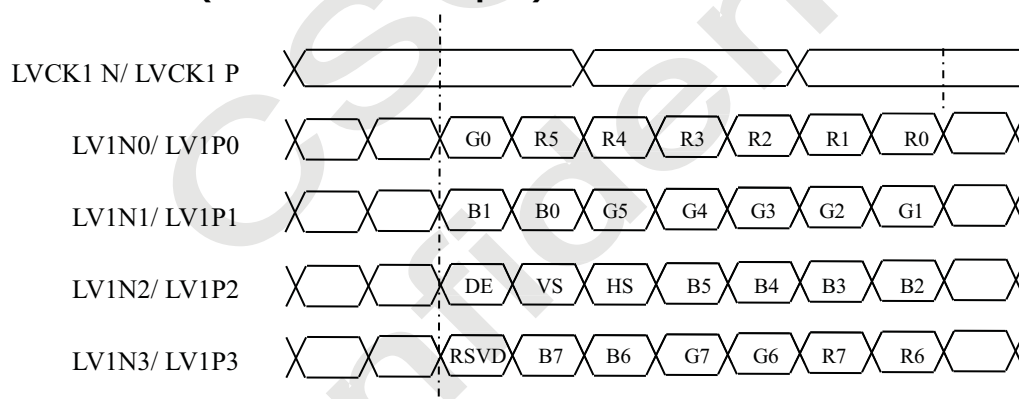 LVCK1 N/ LVCK1 P
LV1N0/ LV1P0 G0 R5 R4 R3 R2 R1 R0
LV1N1/ LV1P1 B1 B0 G5 G4 G3 G2 G1
LV1N2/ LV1P2 DE VS HS B5 B4 B3 B2
LV1N3/ LV1P3 RSVD B7 B6 G7 G6 R7 R6